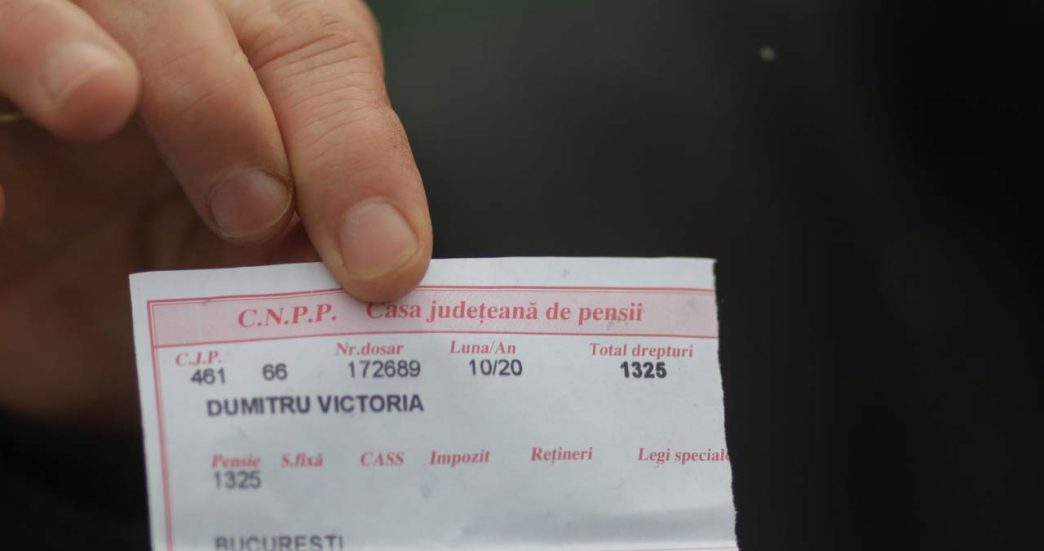 C.N.P.P. Casa județeană de pensii
C.J.P. Nr.dosar Luna/An Total drepturi
461 66 172689 10/20 1325
DUMITRU VICTORIA
Pensie S.fixă CASS Impozit Rețineri Legi speciale
1325
BUCURESTI